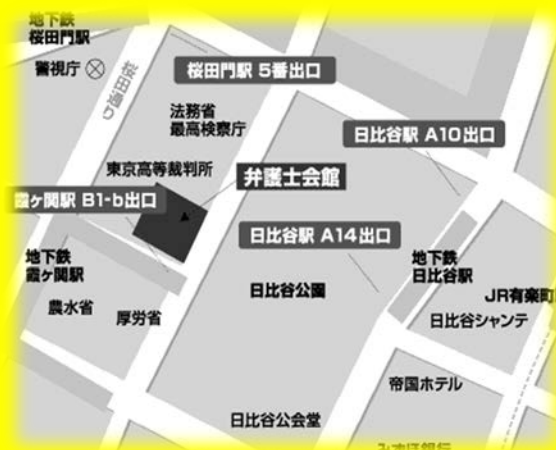 地下鉄
桜田門駅
警視庁
桜田通り
桜田門駅 5番出口
法務省
最高検察庁
日比谷駅 A10出口
東京高等裁判所
弁護士会館
霞ヶ関駅 B1-b出口
日比谷駅 A14出口
地下鉄
霞ヶ関駅
地下鉄
日比谷駅
日比谷公園
JR有楽町
農水省
厚労省
日比谷シャンテ
帝国ホテル
日比谷公会堂
みずほ銀行